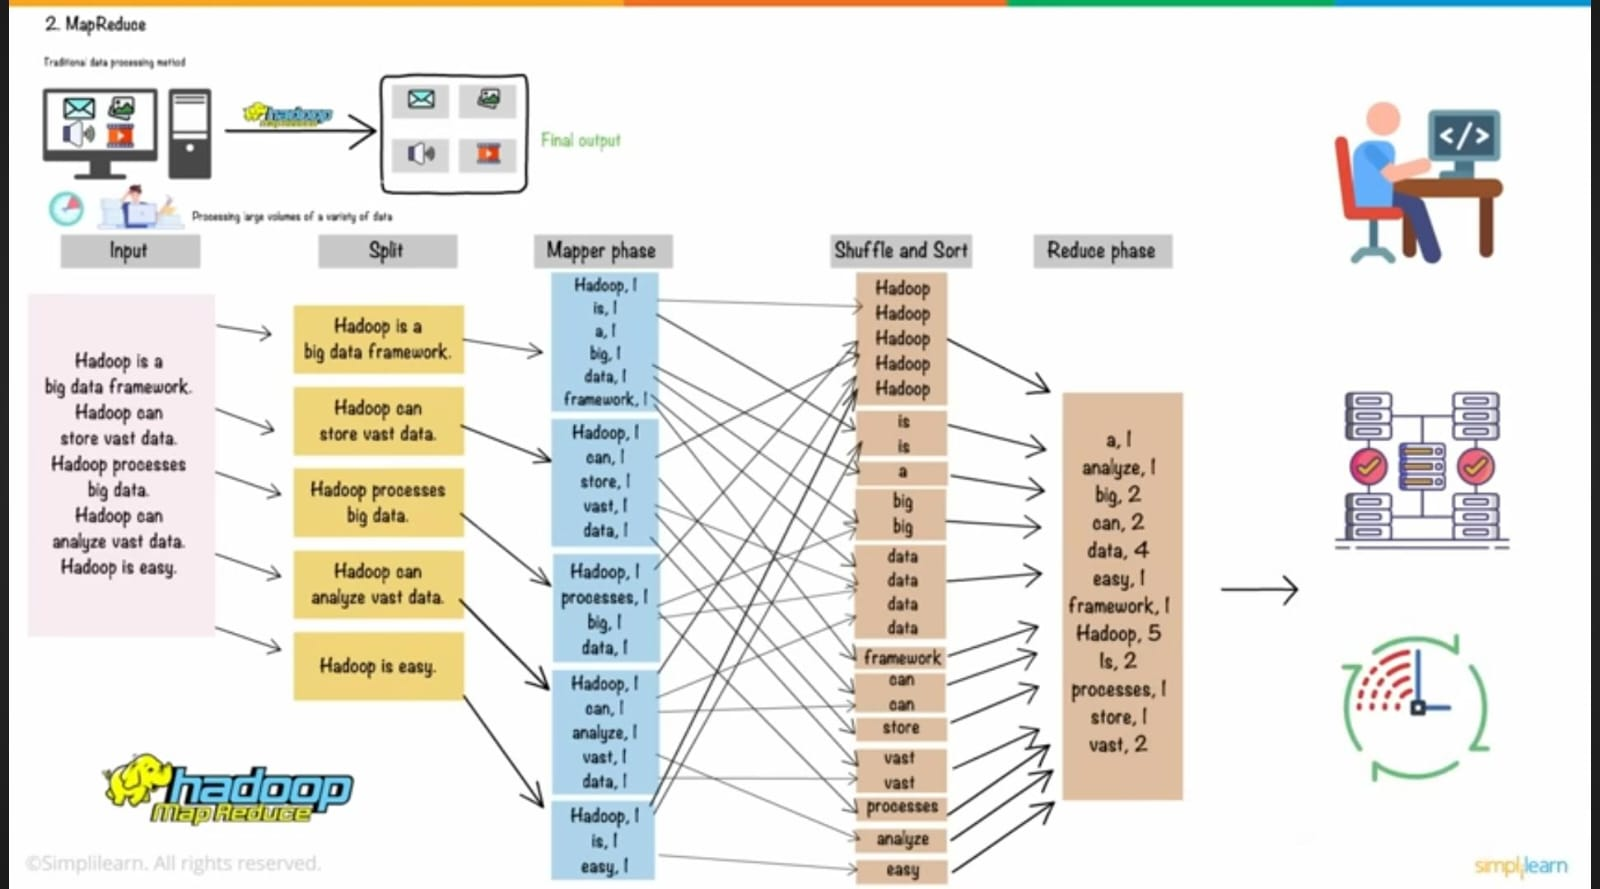 2. MapReduce
Traditional data processing method
hadoop
MapReduce
Final output
Processing large volumes of a variety of data
Input
Split
Mapper phase
Shuffle and Sort
Reduce phase
Hadoop is a
big data framework.
Hadoop can
store vast data.
Hadoop processes
big data.
Hadoop can
analyze vast data.
Hadoop is easy.
Hadoop is a
big data framework.
Hadoop can
store vast data.
Hadoop processes
big data.
Hadoop can
analyze vast data.
Hadoop is easy.
Hadoop, 1
is, 1
a, 1
big, 1
data, 1
framework, 1
Hadoop, 1
can, 1
store, 1
vast, 1
data, 1
Hadoop, 1
processes, 1
big, 1
data, 1
Hadoop, 1
can, 1
analyze, 1
vast, 1
data, 1
Hadoop, 1
is, 1
easy, 1
Hadoop
Hadoop
Hadoop
Hadoop
Hadoop
is
is
a
big
big
data
data
data
data
framework
can
can
store
vast
vast
processes
analyze
easy
a, 1
analyze, 1
big, 2
can, 2
data, 4
easy, 1
framework, 1
Hadoop, 5
Is, 2
processes, 1
store, 1
vast, 2
</>
hadoop
Map Reduce
©Simplilearn. All rights reserved.
simplilearn